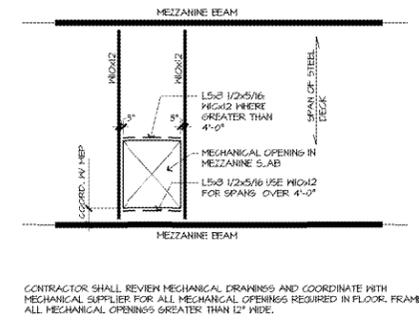 MEZZANINE BEAM
W10x12
W10x12
SPAN OF STEEL
DECK
L5x3 1/2x5/16
W10x12 WHERE
GREATER THAN
4'-0"
3"
MECHANICAL OPENING IN
MEZZANINE SLAB
L5x3 1/2x5/16 USE W10x12
FOR SPANS OVER 4'-0"
COORD. W/ MEP
MEZZANINE BEAM
CONTRACTOR SHALL REVIEW MECHANICAL DRAWINGS AND COORDINATE WITH
MECHANICAL SUPPLIER FOR ALL MECHANICAL OPENINGS REQUIRED IN FLOOR. FRAME
ALL MECHANICAL OPENINGS GREATER THAN 12" WIDE.